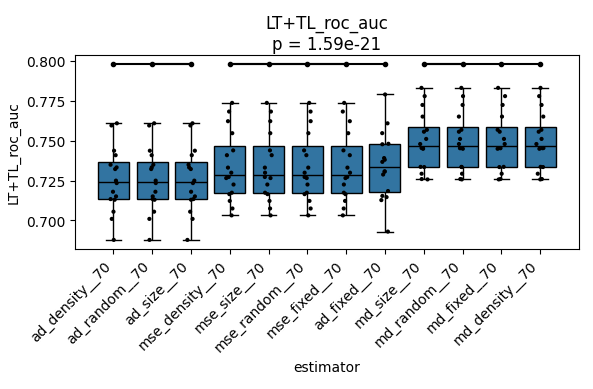 LT+TL_roc_auc
p = 1.59e-21
LT+TL_roc_auc
0.800
0.775
0.750
0.725
0.700
ad_density__70
ad_random__70
ad_size__70
mse_density__70
mse_size__70
mse_random__70
mse_fixed__70
ad_fixed__70
md_size__70
md_random__70
md_fixed__70
md_density__70
estimator